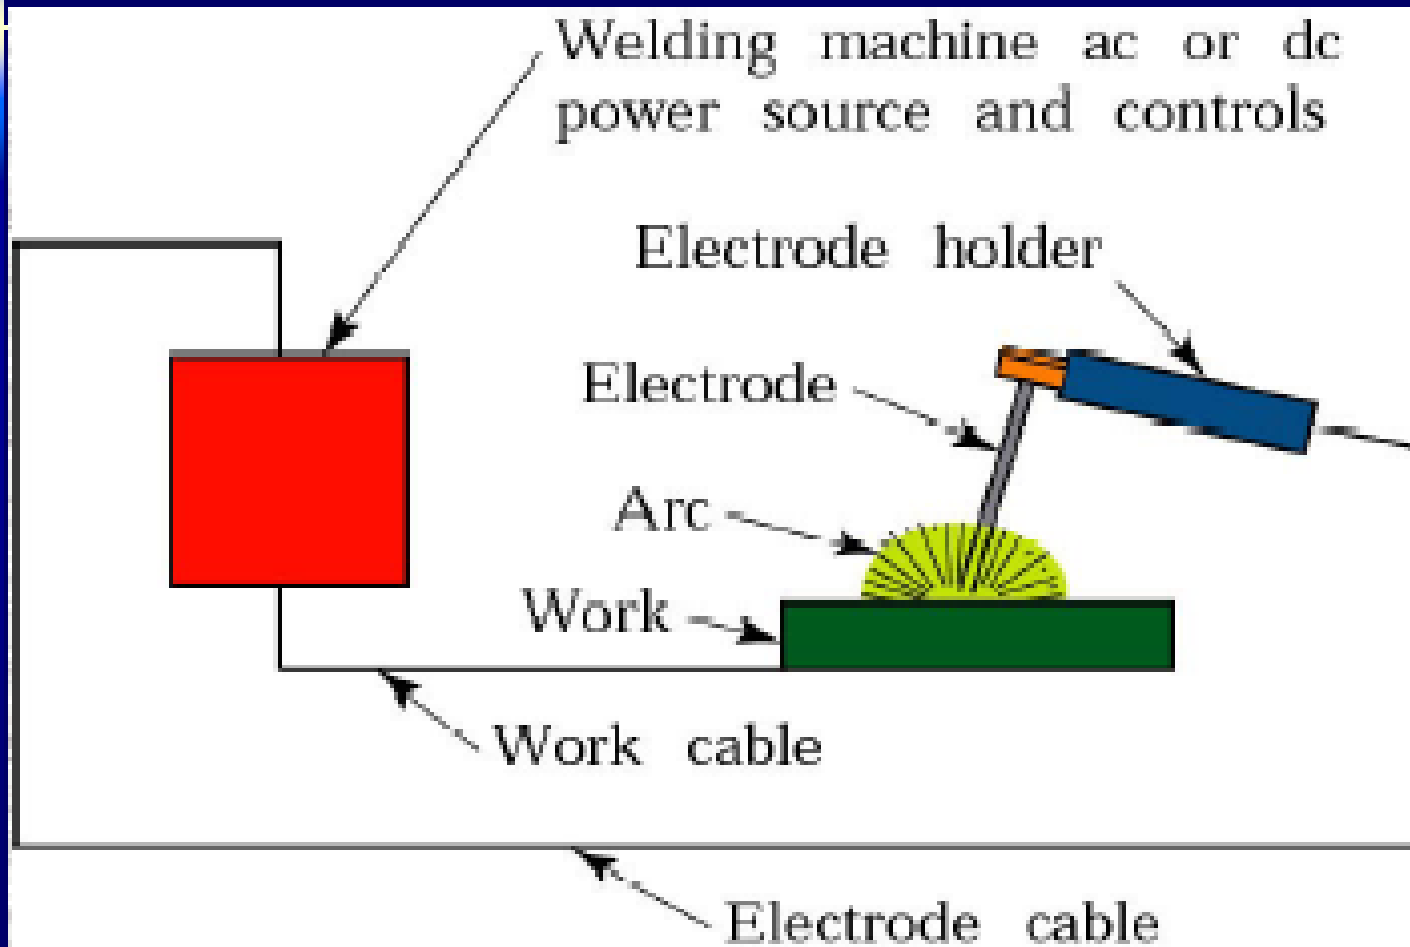 Welding machine ac or dc
power source and controls
Electrode holder
Electrode
Arc
Work
Work cable
Electrode cable